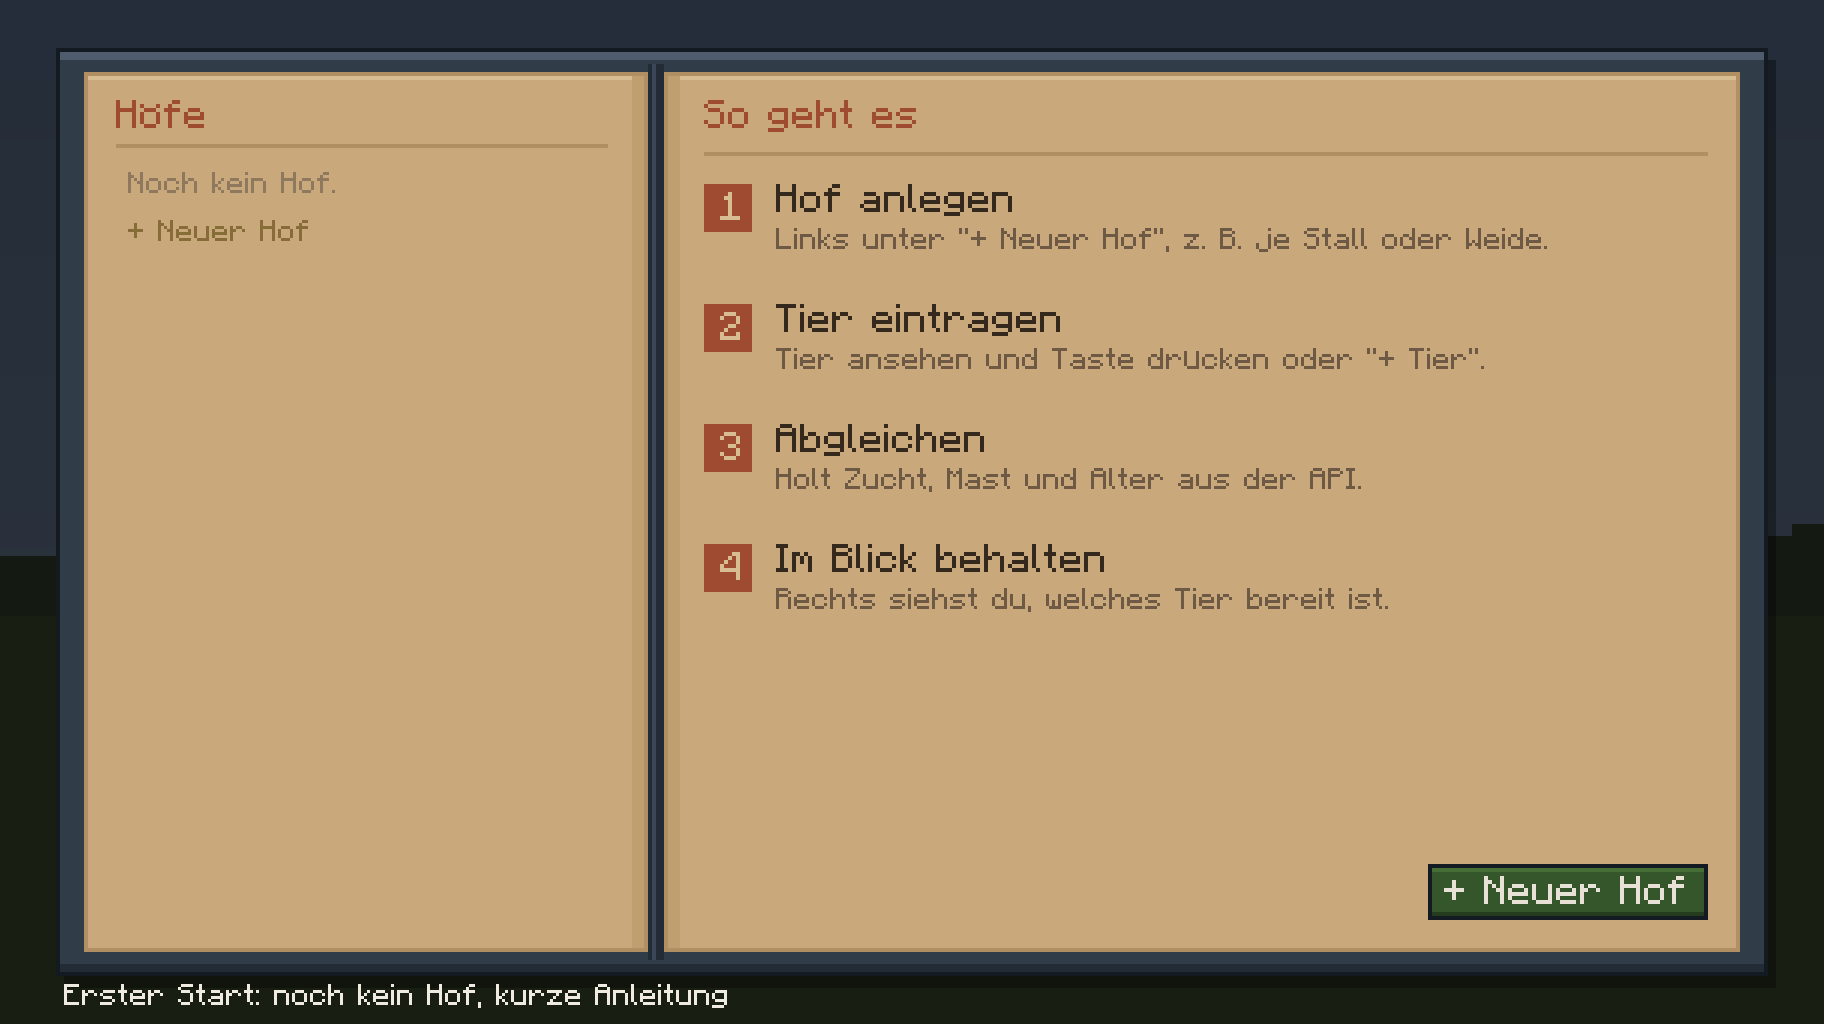 Höfe
Noch kein Hof.
+ Neuer Hof
So geht es
1 Hof anlegen
Links unter "+ Neuer Hof", z. B. je Stall oder Weide.
2 Tier eintragen
Tier ansehen und Taste drücken oder "+ Tier".
3 Abgleichen
Holt Zucht, Mast und Alter aus der API.
4 Im Blick behalten
Rechts siehst du, welches Tier bereit ist.
+ Neuer Hof
Erster Start: noch kein Hof, kurze Anleitung